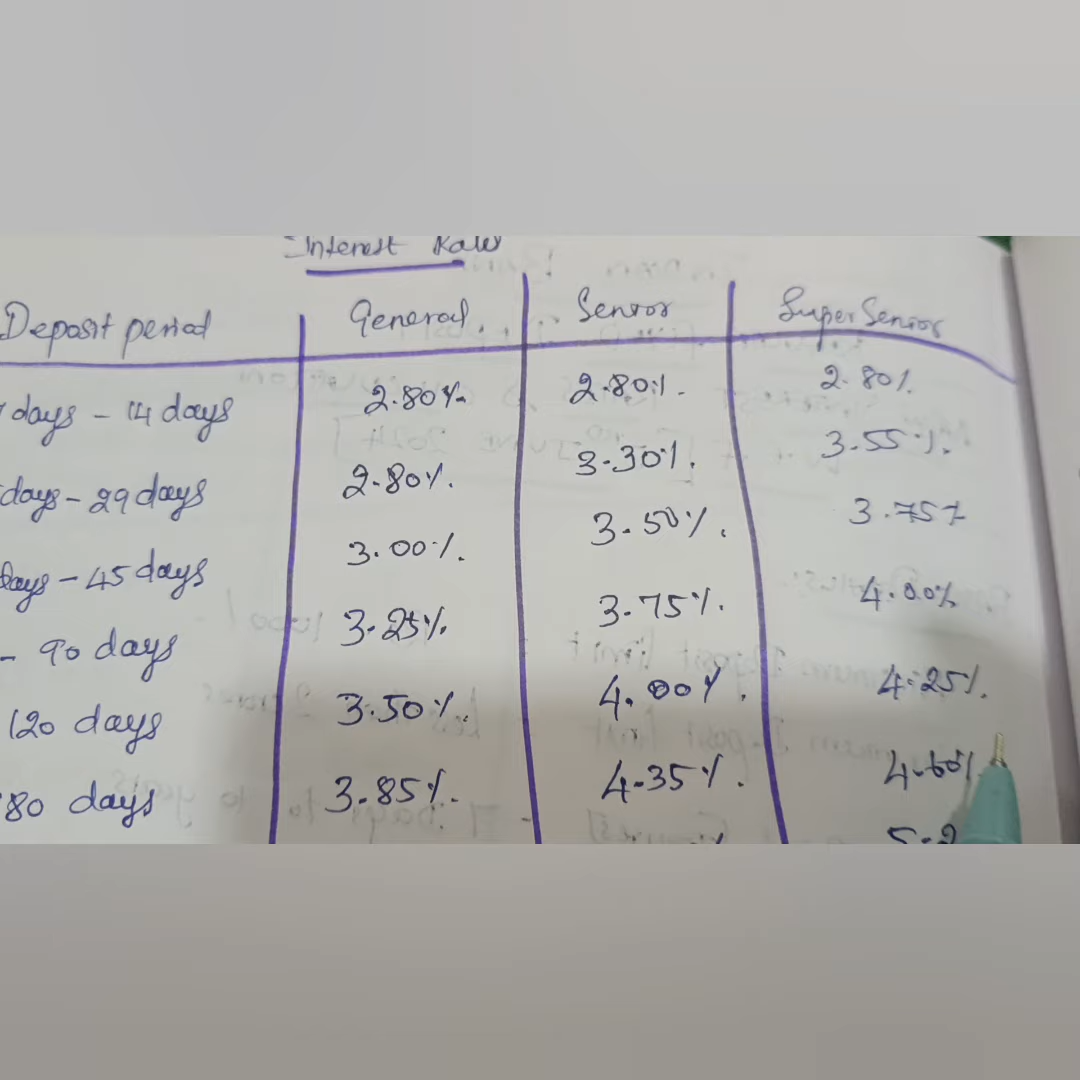 Interest Rates
Deposit period General Senior Super Senior
days - 14 days 2.80% 2.80%. 2.80%
days - 29 days 2.80%. 3.30%. 3.55%.
days - 45 days 3.00%. 3.50%. 3.75%
- 90 days 3.25% 3.75%. 4.00%
120 days 3.50%. 4.00%. 4.25%.
80 days 3.85%. 4.35%. 4.60%